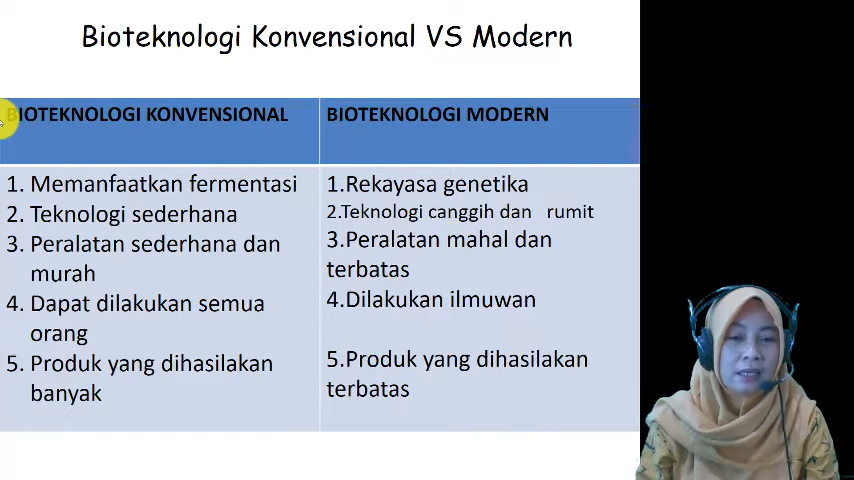 Bioteknologi Konvensional VS Modern
BIOTEKNOLOGI KONVENSIONAL
1. Memanfaatkan fermentasi
2. Teknologi sederhana
3. Peralatan sederhana dan
murah
4. Dapat dilakukan semua
orang
5. Produk yang dihasilakan
banyak
BIOTEKNOLOGI MODERN
1.Rekayasa genetika
2.Teknologi canggih dan rumit
3.Peralatan mahal dan
terbatas
4.Dilakukan ilmuwan
5.Produk yang dihasilakan
terbatas